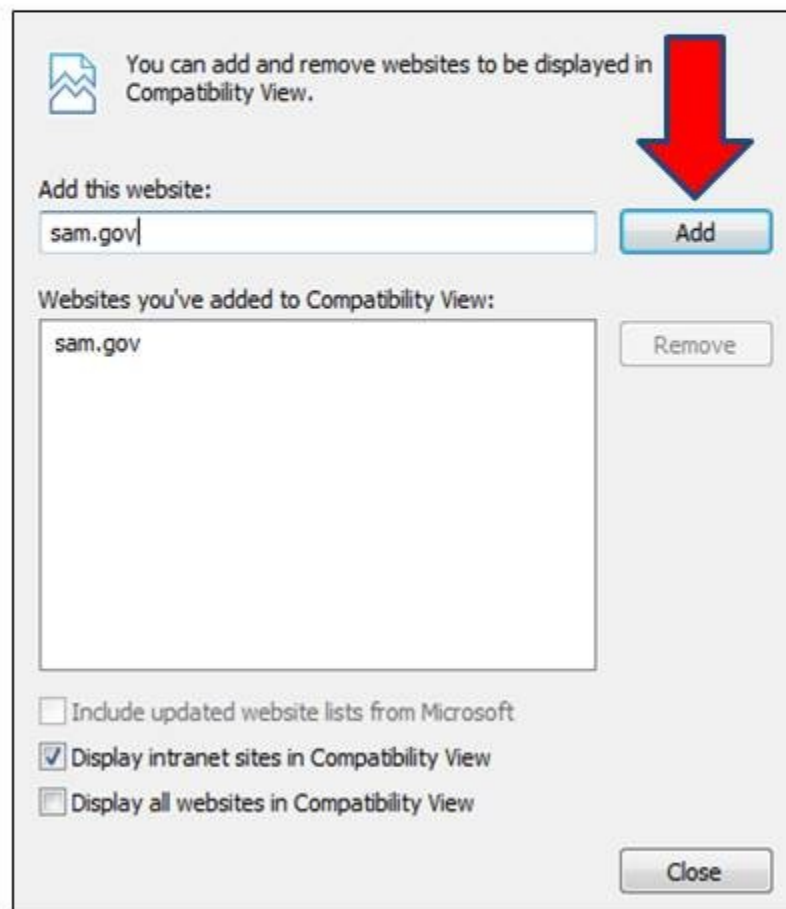 You can add and remove websites to be displayed in
Compatibility View.
Add this website:
sam.gov
Add
Websites you've added to Compatibility View:
sam.gov
Remove
Include updated website lists from Microsoft
Display intranet sites in Compatibility View
Display all websites in Compatibility View
Close